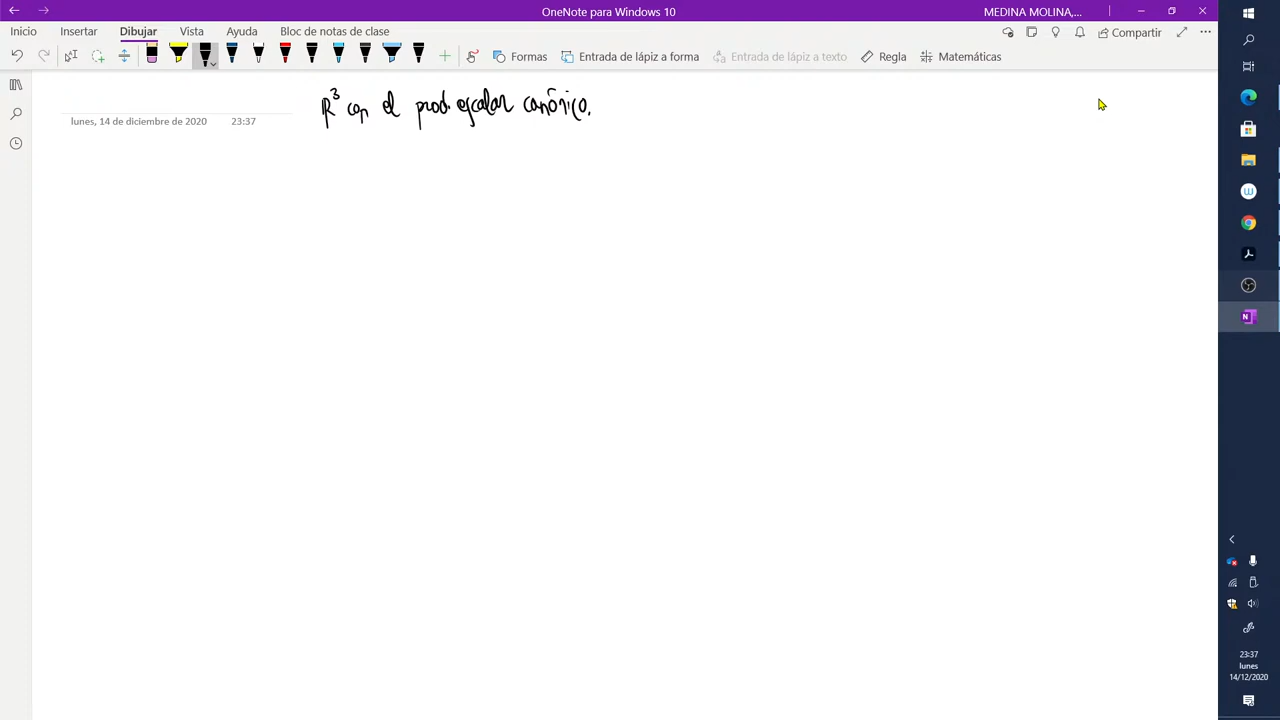 OneNote para Windows 10
MEDINA MOLINA,...
Inicio Insertar Dibujar Vista Ayuda Bloc de notas de clase
Compartir
Formas Entrada de lápiz a forma Entrada de lápiz a texto Regla Matemáticas
R³ con el prod. escalar canónico.
lunes, 14 de diciembre de 2020 23:37
23:37
lunes
14/12/2020